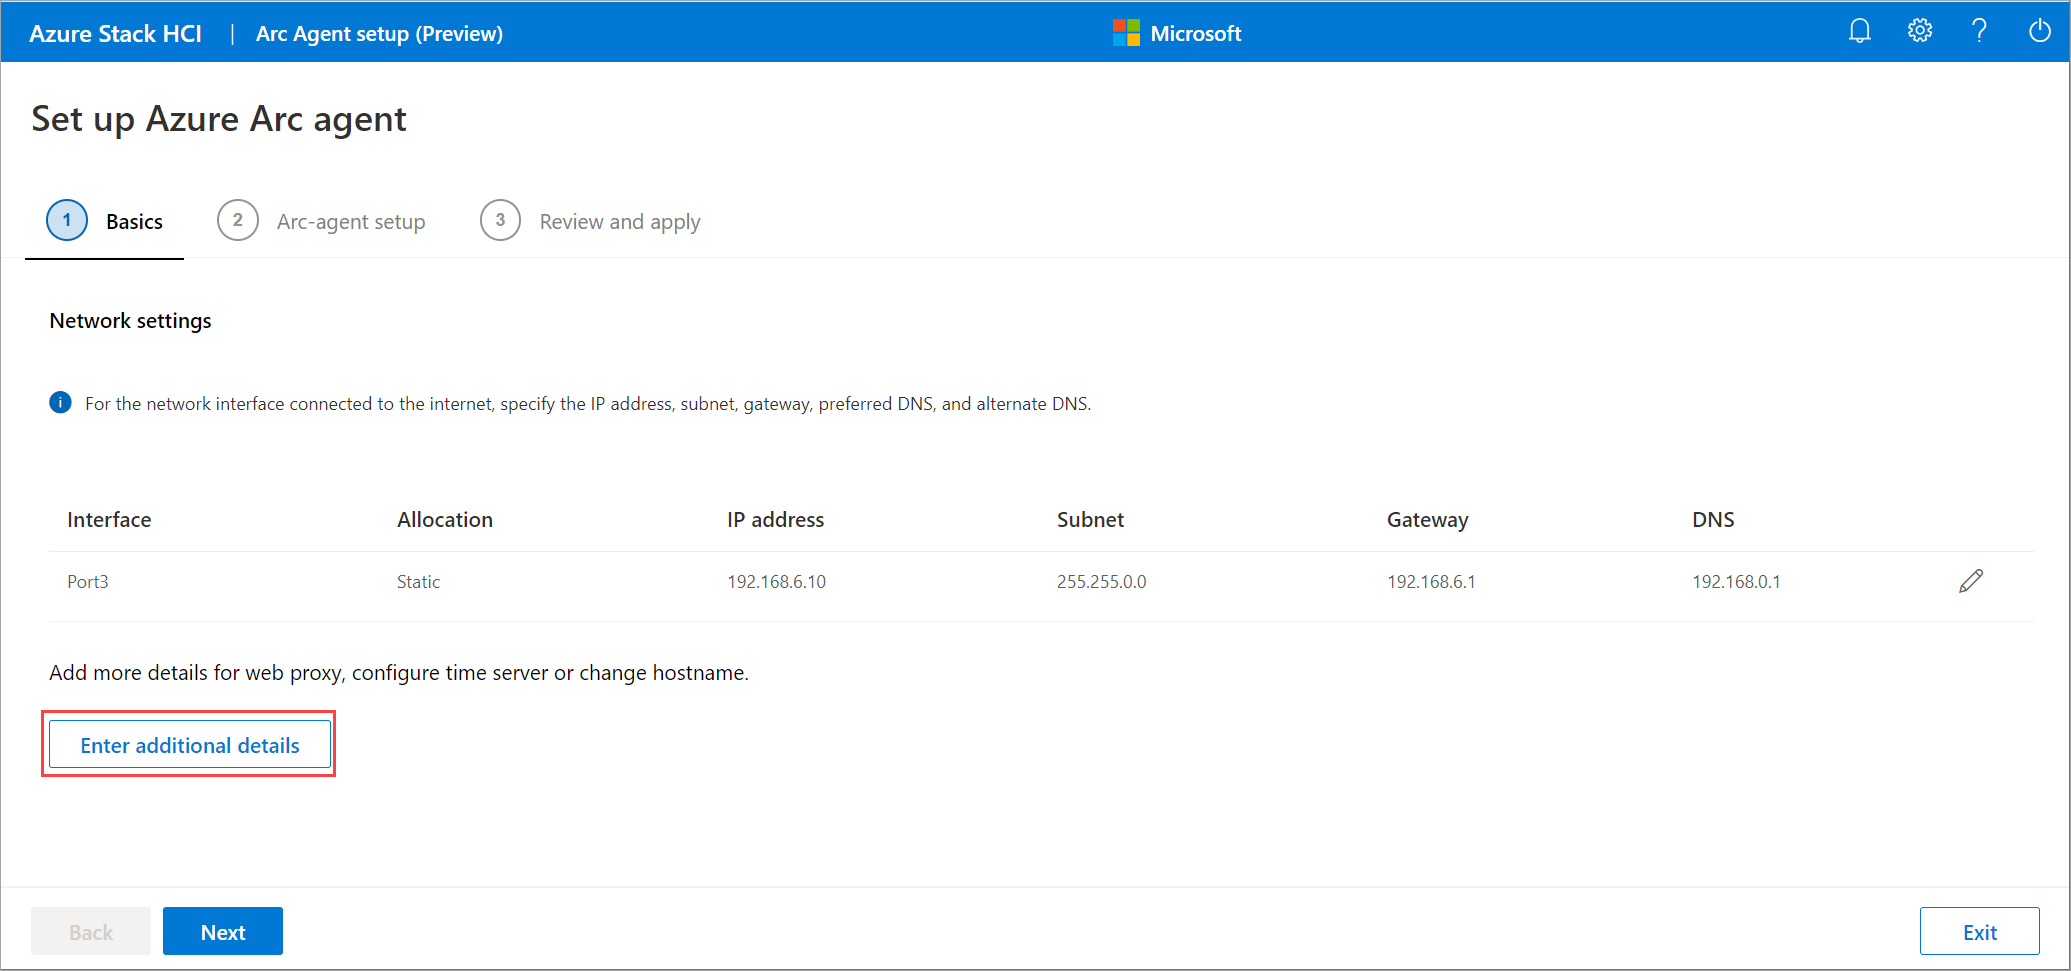 Azure Stack HCI | Arc Agent setup (Preview) Microsoft
Set up Azure Arc agent
1 Basics 2 Arc-agent setup 3 Review and apply
Network settings
i For the network interface connected to the internet, specify the IP address, subnet, gateway, preferred DNS, and alternate DNS.
Interface Allocation IP address Subnet Gateway DNS
Port3 Static 192.168.6.10 255.255.0.0 192.168.6.1 192.168.0.1
Add more details for web proxy, configure time server or change hostname.
Enter additional details
Back Next Exit